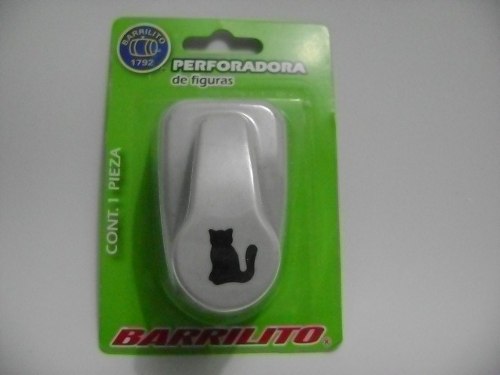 BARRILITO
1792
PERFORADORA
de figuras
CONT. 1 PIEZA
BARRILITO®